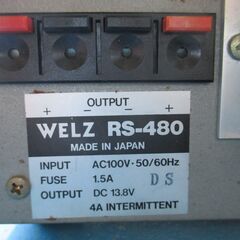 + OUTPUT +
WELZ RS-480
MADE IN JAPAN
INPUT AC100V·50/60Hz
FUSE 1.5A DS
OUTPUT DC 13.8V
4A INTERMITTENT